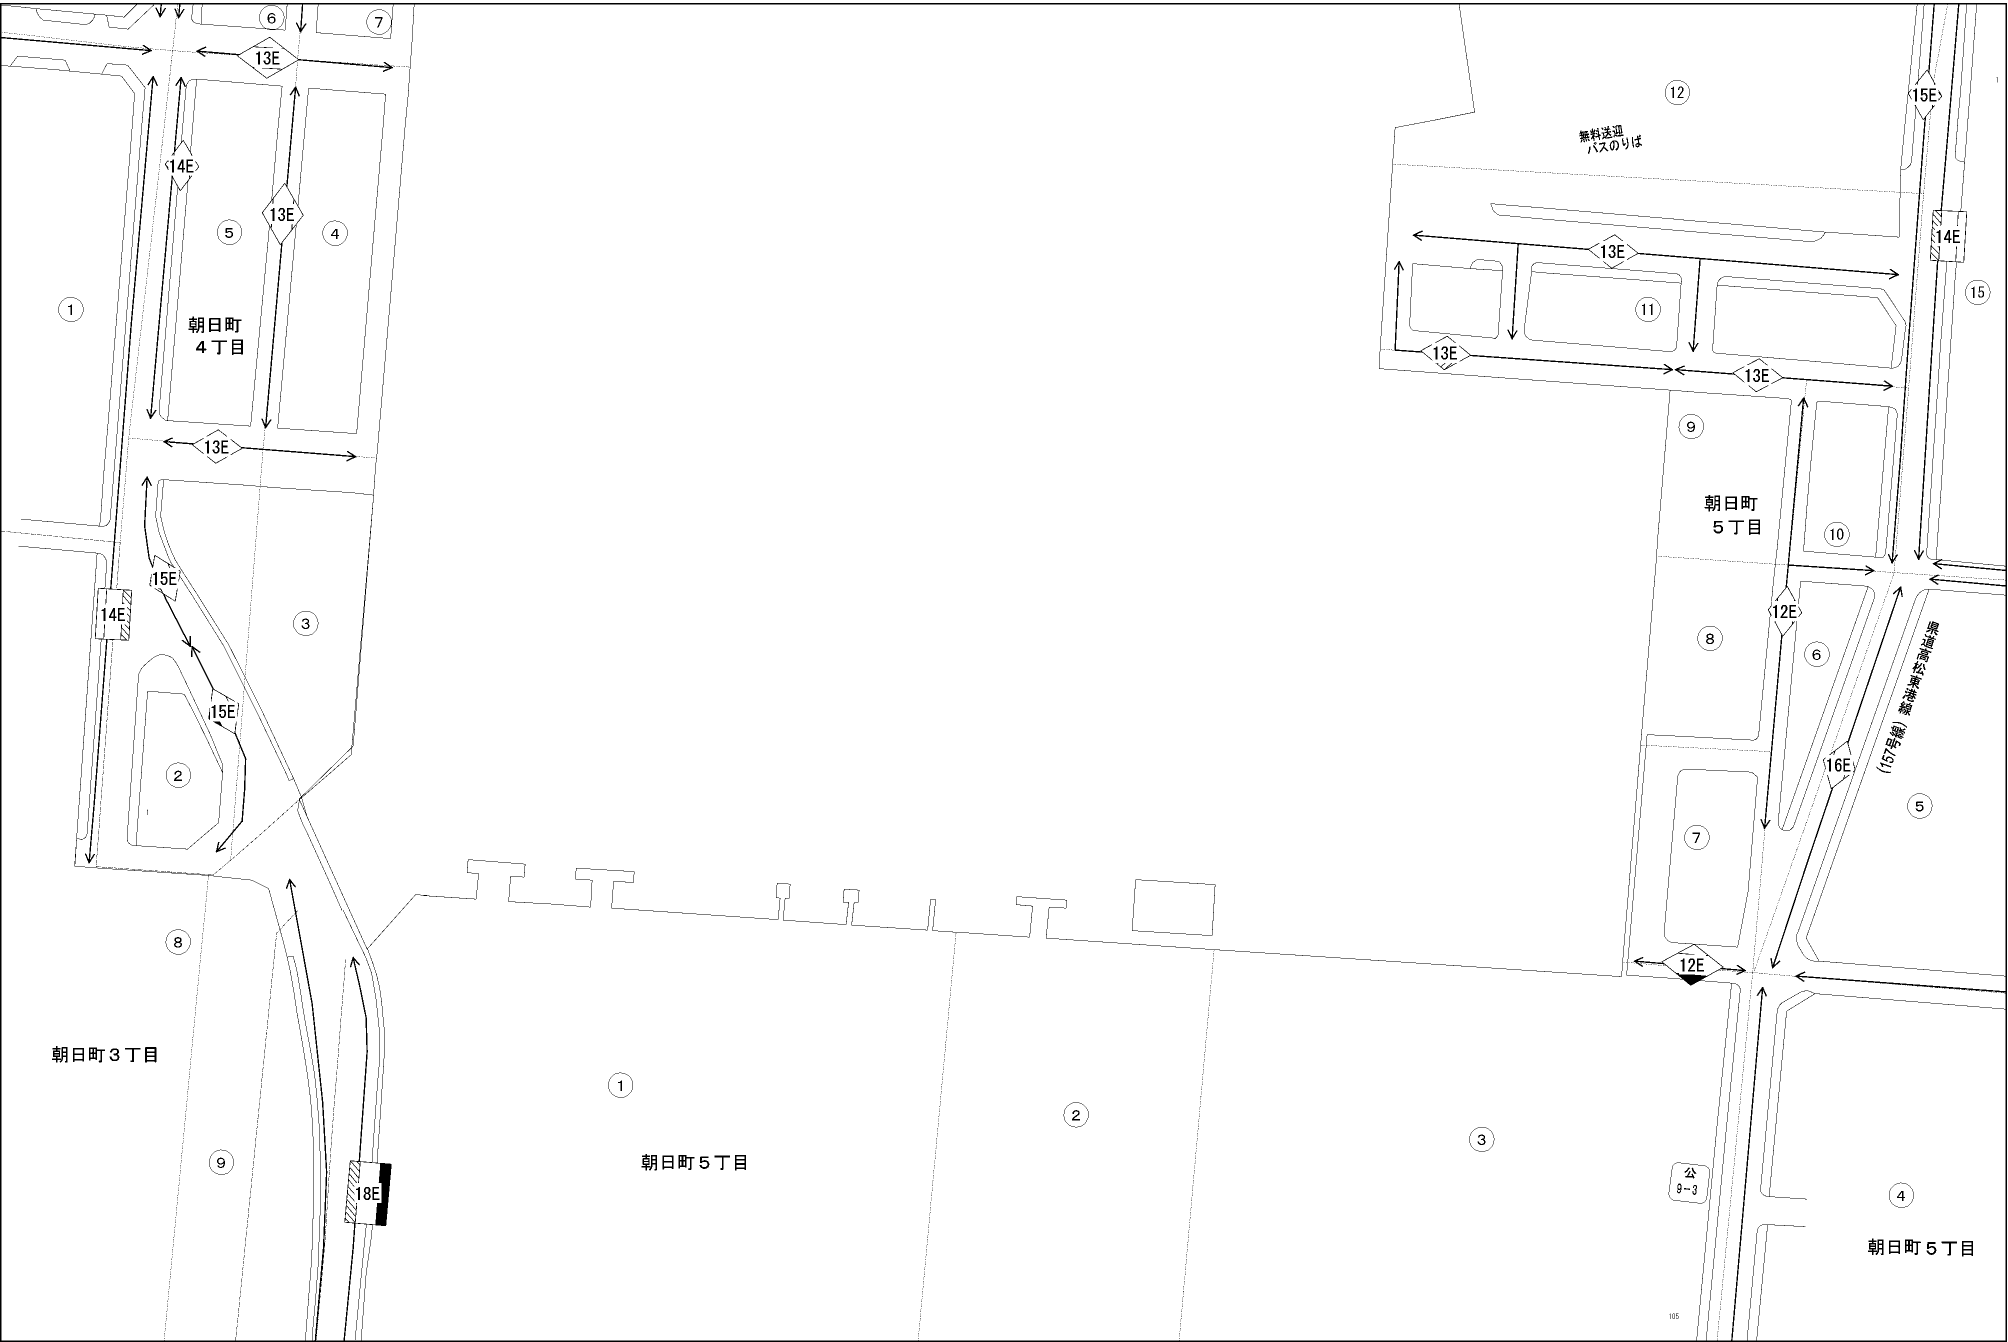 ⑥
⑦
13E
⑫
15E
無料送迎
バスのりば
14E
⑤
13E
④
14E
13E
⑮
①
⑪
朝日町
4丁目
13E
13E
⑨
13E
朝日町
5丁目
⑩
15E
14E
12E
③
⑧
⑥
県道高松東港線
(157号線)
15E
16E
②
⑤
⑦
⑧
12E
朝日町3丁目
①
②
③
⑨
朝日町5丁目
公
9-3
18E
④
朝日町5丁目
105